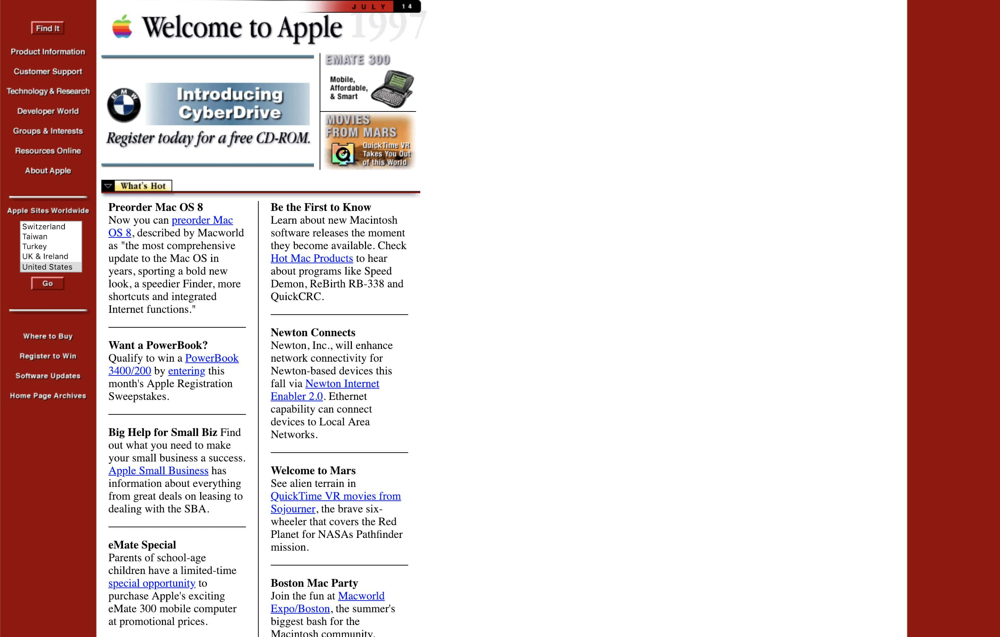 Find It
Product Information
Customer Support
Technology & Research
Developer World
Groups & Interests
Resources Online
About Apple
Apple Sites Worldwide
Switzerland
Taiwan
Turkey
UK & Ireland
United States
Go
Where to Buy
Register to Win
Software Updates
Home Page Archives
JULY 14
Welcome to Apple 1997
BMW
Introducing
CyberDrive
Register today for a free CD-ROM.
EMATE 300
Mobile,
Affordable,
& Smart
MOVIES
FROM MARS
QuickTime VR
Takes You Out
of this World
What's Hot
Preorder Mac OS 8
Now you can preorder Mac
OS 8, described by Macworld
as "the most comprehensive
update to the Mac OS in
years, sporting a bold new
look, a speedier Finder, more
shortcuts and integrated
Internet functions."
Want a PowerBook?
Qualify to win a PowerBook
3400/200 by entering this
month's Apple Registration
Sweepstakes.
Big Help for Small Biz Find
out what you need to make
your small business a success.
Apple Small Business has
information about everything
from great deals on leasing to
dealing with the SBA.
eMate Special
Parents of school-age
children have a limited-time
special opportunity to
purchase Apple's exciting
eMate 300 mobile computer
at promotional prices.
Be the First to Know
Learn about new Macintosh
software releases the moment
they become available. Check
Hot Mac Products to hear
about programs like Speed
Demon, ReBirth RB-338 and
QuickCRC.
Newton Connects
Newton, Inc., will enhance
network connectivity for
Newton-based devices this
fall via Newton Internet
Enabler 2.0. Ethernet
capability can connect
devices to Local Area
Networks.
Welcome to Mars
See alien terrain in
QuickTime VR movies from
Sojourner, the brave six-
wheeler that covers the Red
Planet for NASAs Pathfinder
mission.
Boston Mac Party
Join the fun at Macworld
Expo/Boston, the summer's
biggest bash for the
Macintosh community.